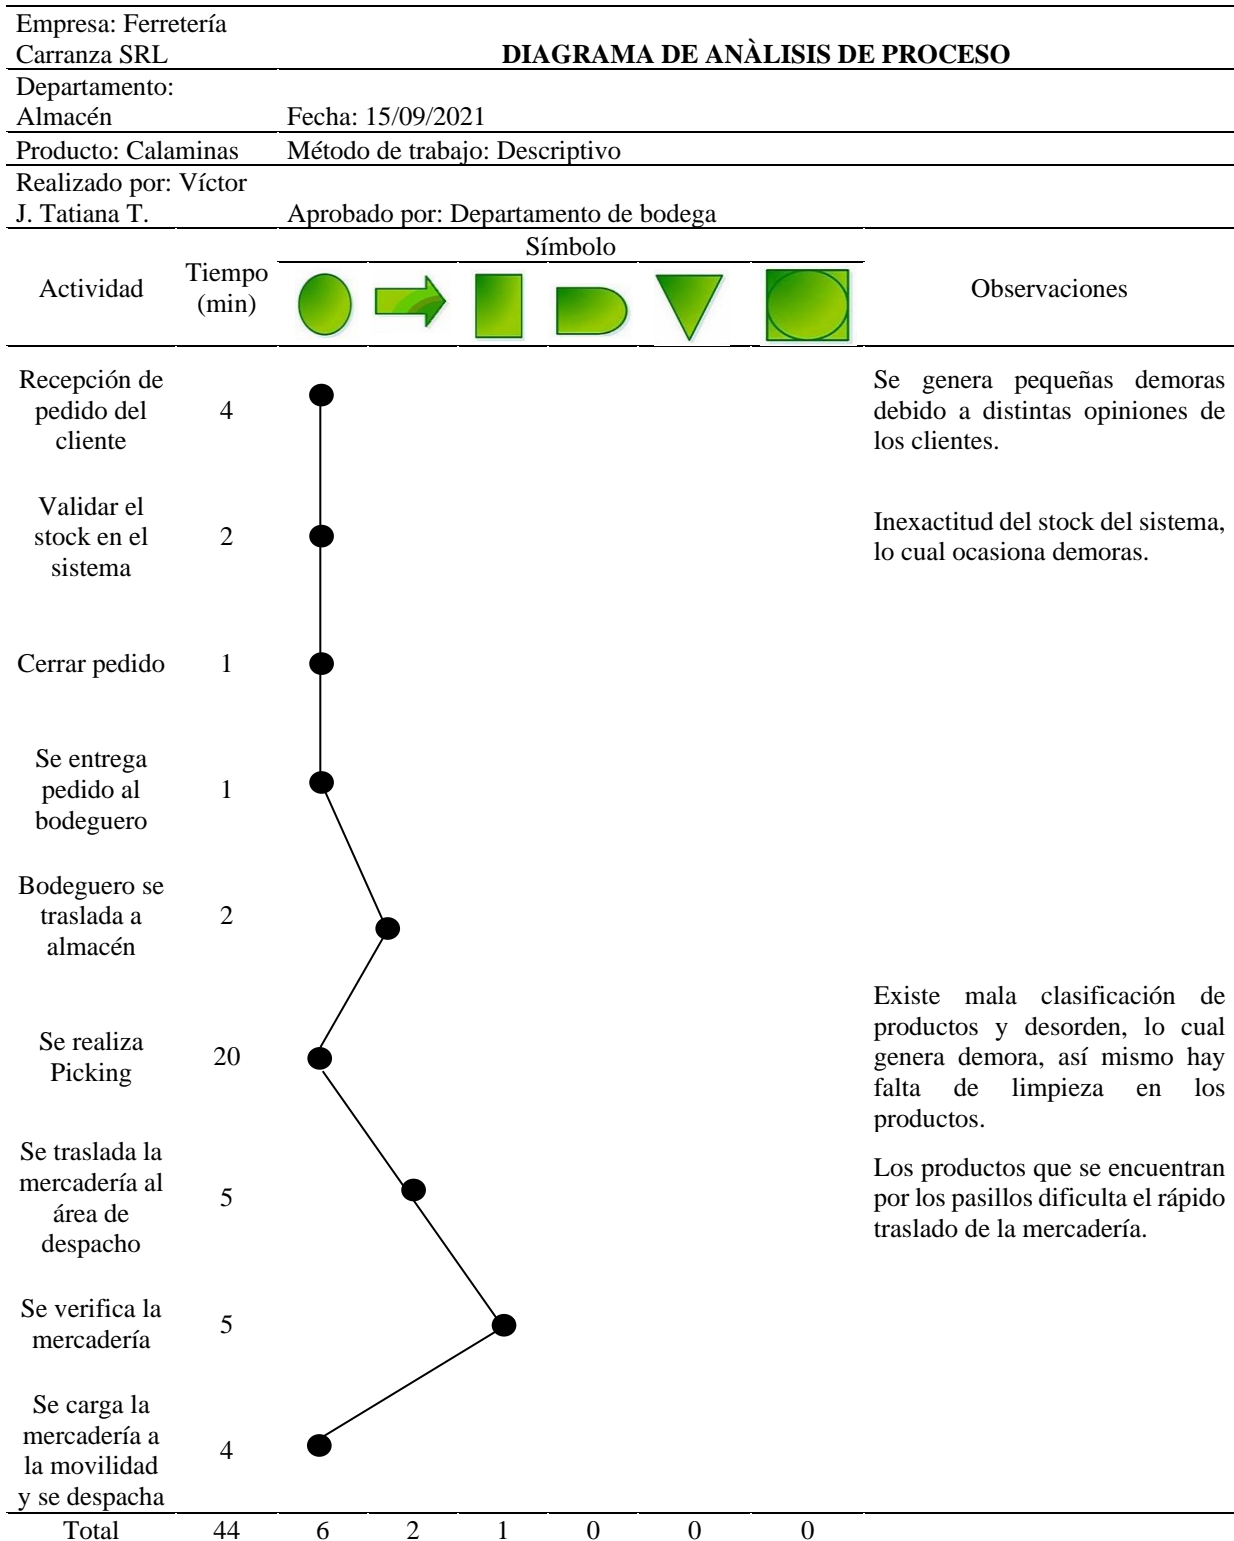 Empresa: Ferretería
Carranza SRL
DIAGRAMA DE ANÀLISIS DE PROCESO
Departamento:
Almacén
Fecha: 15/09/2021
Producto: Calaminas
Método de trabajo: Descriptivo
Realizado por: Víctor
J. Tatiana T.
Aprobado por: Departamento de bodega
Actividad
Tiempo
(min)
Símbolo
Observaciones
Recepción de
pedido del
cliente
4
Se genera pequeñas demoras
debido a distintas opiniones de
los clientes.
Validar el
stock en el
sistema
2
Inexactitud del stock del sistema,
lo cual ocasiona demoras.
Cerrar pedido
1
Se entrega
pedido al
bodeguero
1
Bodeguero se
traslada a
almacén
2
Se realiza
Picking
20
Existe mala clasificación de
productos y desorden, lo cual
genera demora, así mismo hay
falta de limpieza en los
productos.
Se traslada la
mercadería al
área de
despacho
5
Los productos que se encuentran
por los pasillos dificulta el rápido
traslado de la mercadería.
Se verifica la
mercadería
5
Se carga la
mercadería a
la movilidad
y se despacha
4
Total 44 6 2 1 0 0 0